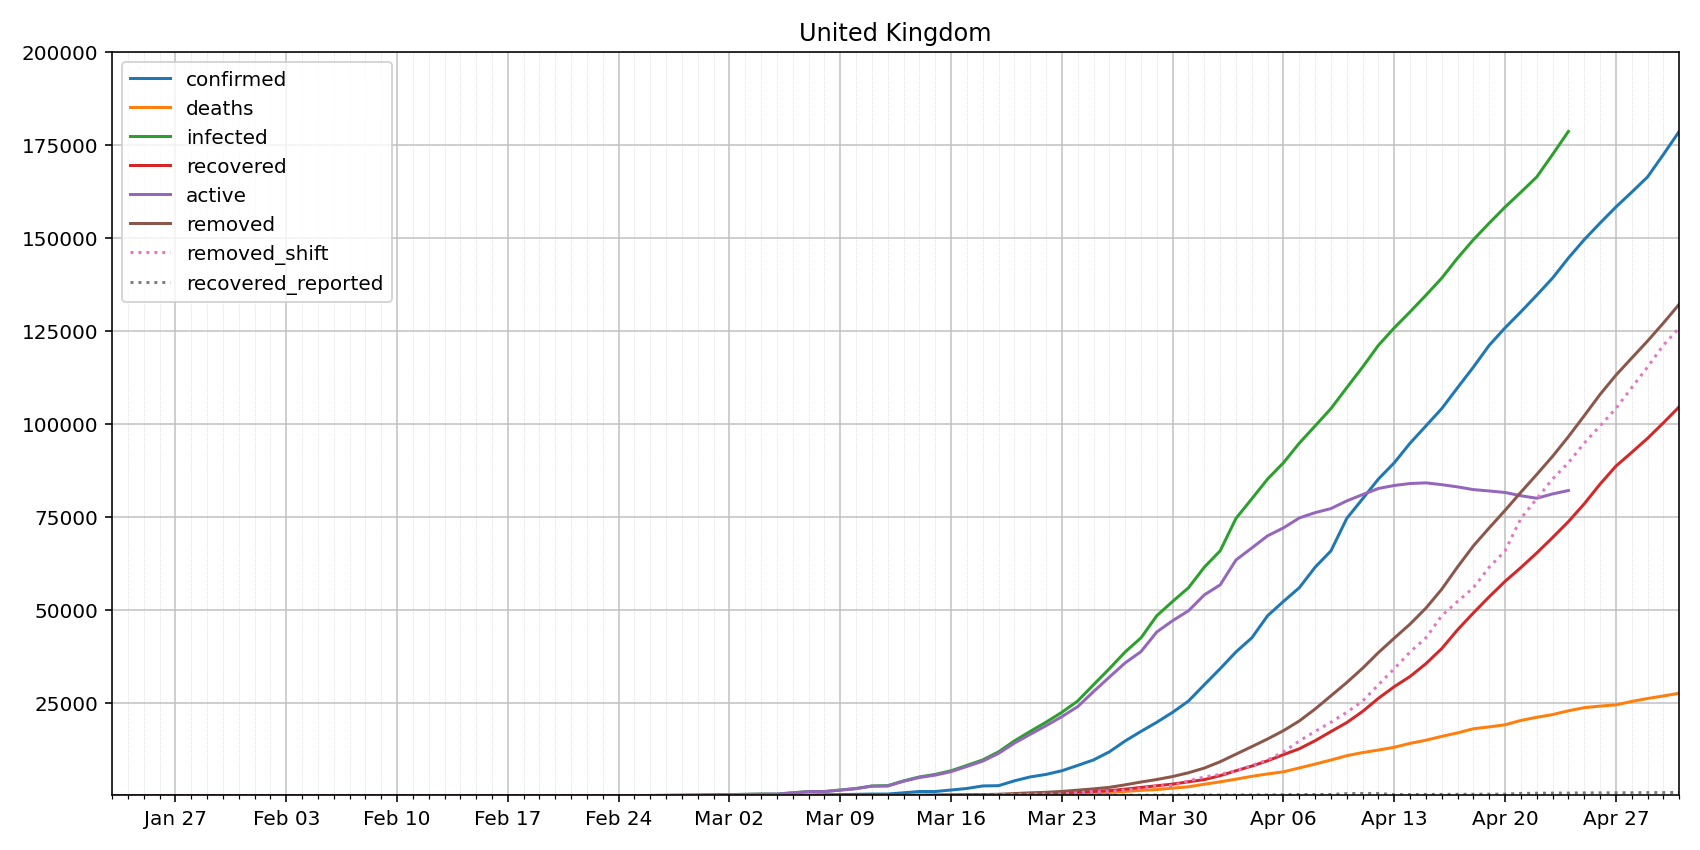 United Kingdom
200000
175000
150000
125000
100000
75000
50000
25000
confirmed
deaths
infected
recovered
active
removed
removed_shift
recovered_reported
Jan 27 Feb 03 Feb 10 Feb 17 Feb 24 Mar 02 Mar 09 Mar 16 Mar 23 Mar 30 Apr 06 Apr 13 Apr 20 Apr 27